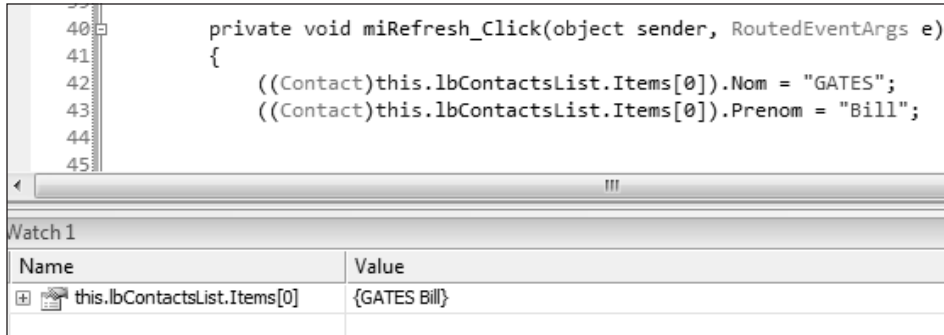 40 private void miRefresh_Click(object sender, RoutedEventArgs e)
41 {
42 ((Contact)this.lbContactsList.Items[0]).Nom = "GATES";
43 ((Contact)this.lbContactsList.Items[0]).Prenom = "Bill";
44
45
Watch 1
Name Value
this.lbContactsList.Items[0] {GATES Bill}